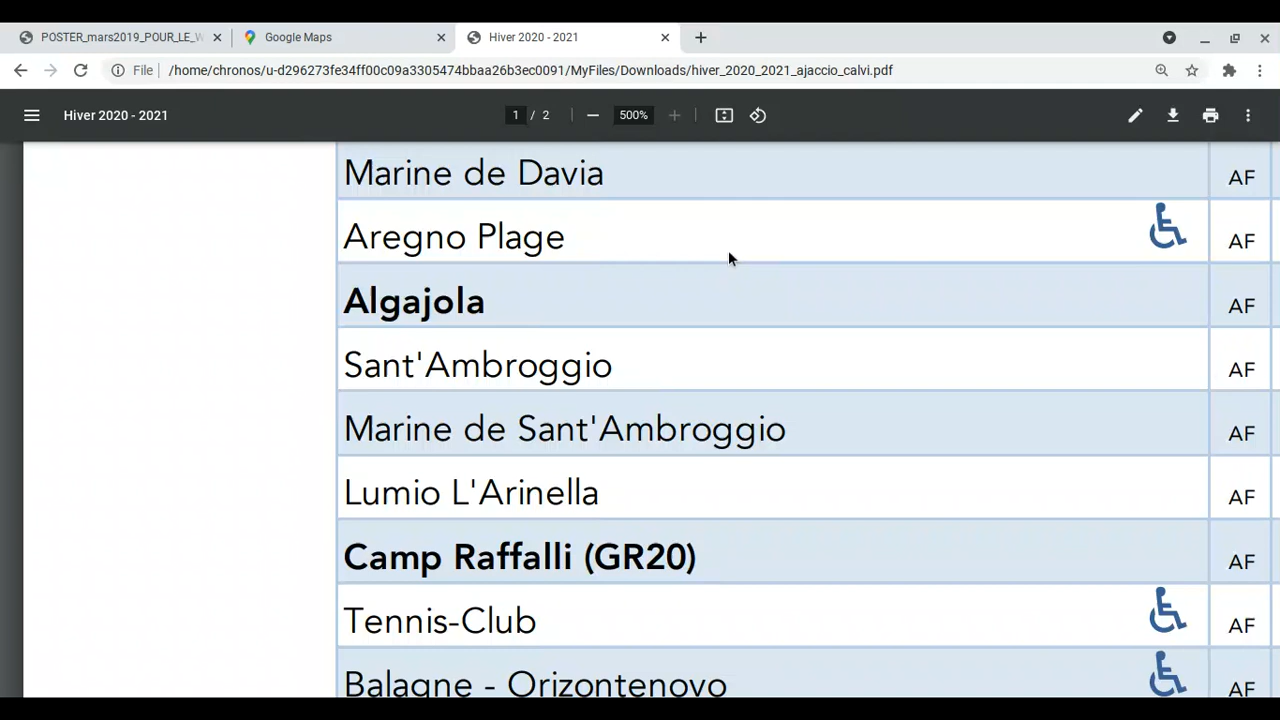 POSTER_mars2019_POUR_LE_W
Google Maps
Hiver 2020 - 2021
File
/home/chronos/u-d296273fe34ff00c09a3305474bbaa26b3ec0091/MyFiles/Downloads/hiver_2020_2021_ajaccio_calvi.pdf
Hiver 2020 - 2021
1 / 2
500%
Marine de Davia AF
Aregno Plage AF
Algajola AF
Sant'Ambroggio AF
Marine de Sant'Ambroggio AF
Lumio L'Arinella AF
Camp Raffalli (GR20) AF
Tennis-Club AF
Balagne - Orizontenovo AF